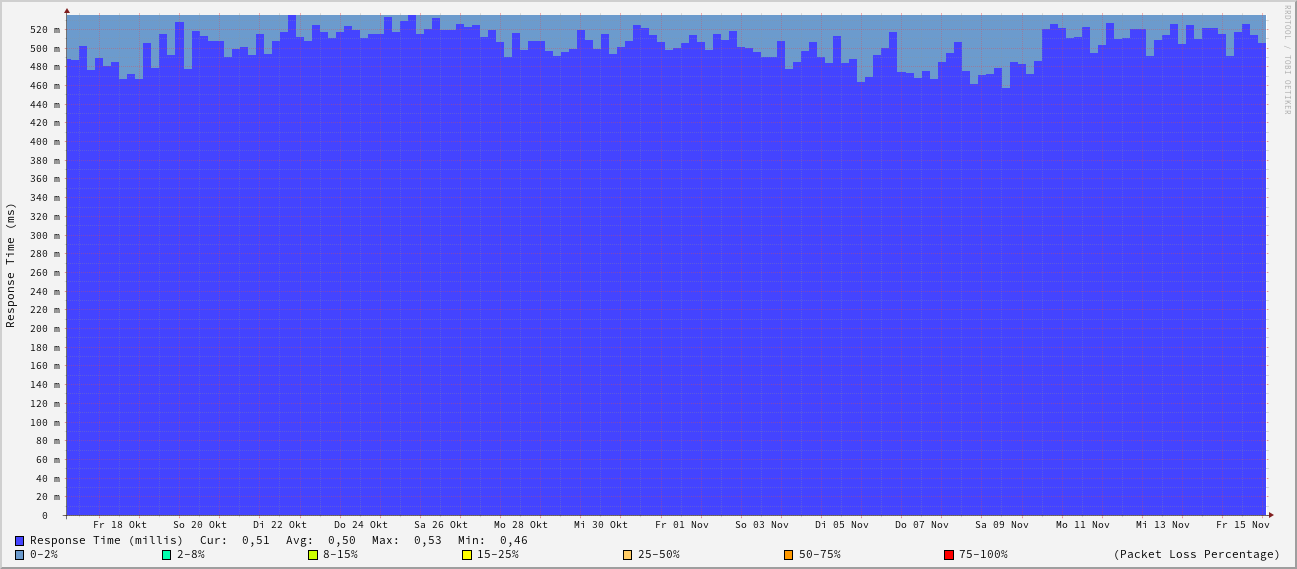 RRDTOOL / TOBI OETIKER
Response Time (ms)
520 m
500 m
480 m
460 m
440 m
420 m
400 m
380 m
360 m
340 m
320 m
300 m
280 m
260 m
240 m
220 m
200 m
180 m
160 m
140 m
120 m
100 m
80 m
60 m
40 m
20 m
0
Fr 18 Okt So 20 Okt Di 22 Okt Do 24 Okt Sa 26 Okt Mo 28 Okt Mi 30 Okt Fr 01 Nov So 03 Nov Di 05 Nov Do 07 Nov Sa 09 Nov Mo 11 Nov Mi 13 Nov Fr 15 Nov
Response Time (millis) Cur: 0,51 Avg: 0,50 Max: 0,53 Min: 0,46
0-2% 2-8% 8-15% 15-25% 25-50% 50-75% 75-100% (Packet Loss Percentage)